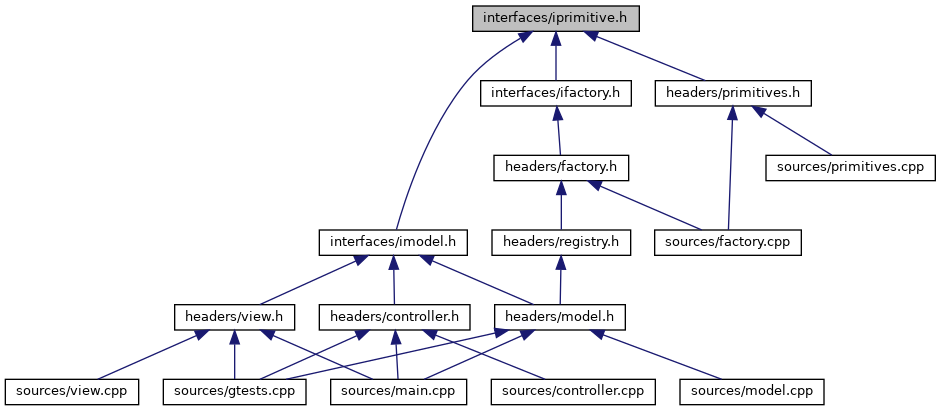 interfaces/iprimitive.h
interfaces/ifactory.h
headers/primitives.h
headers/factory.h
sources/primitives.cpp
interfaces/imodel.h
headers/registry.h
sources/factory.cpp
headers/view.h
headers/controller.h
headers/model.h
sources/view.cpp
sources/gtests.cpp
sources/main.cpp
sources/controller.cpp
sources/model.cpp